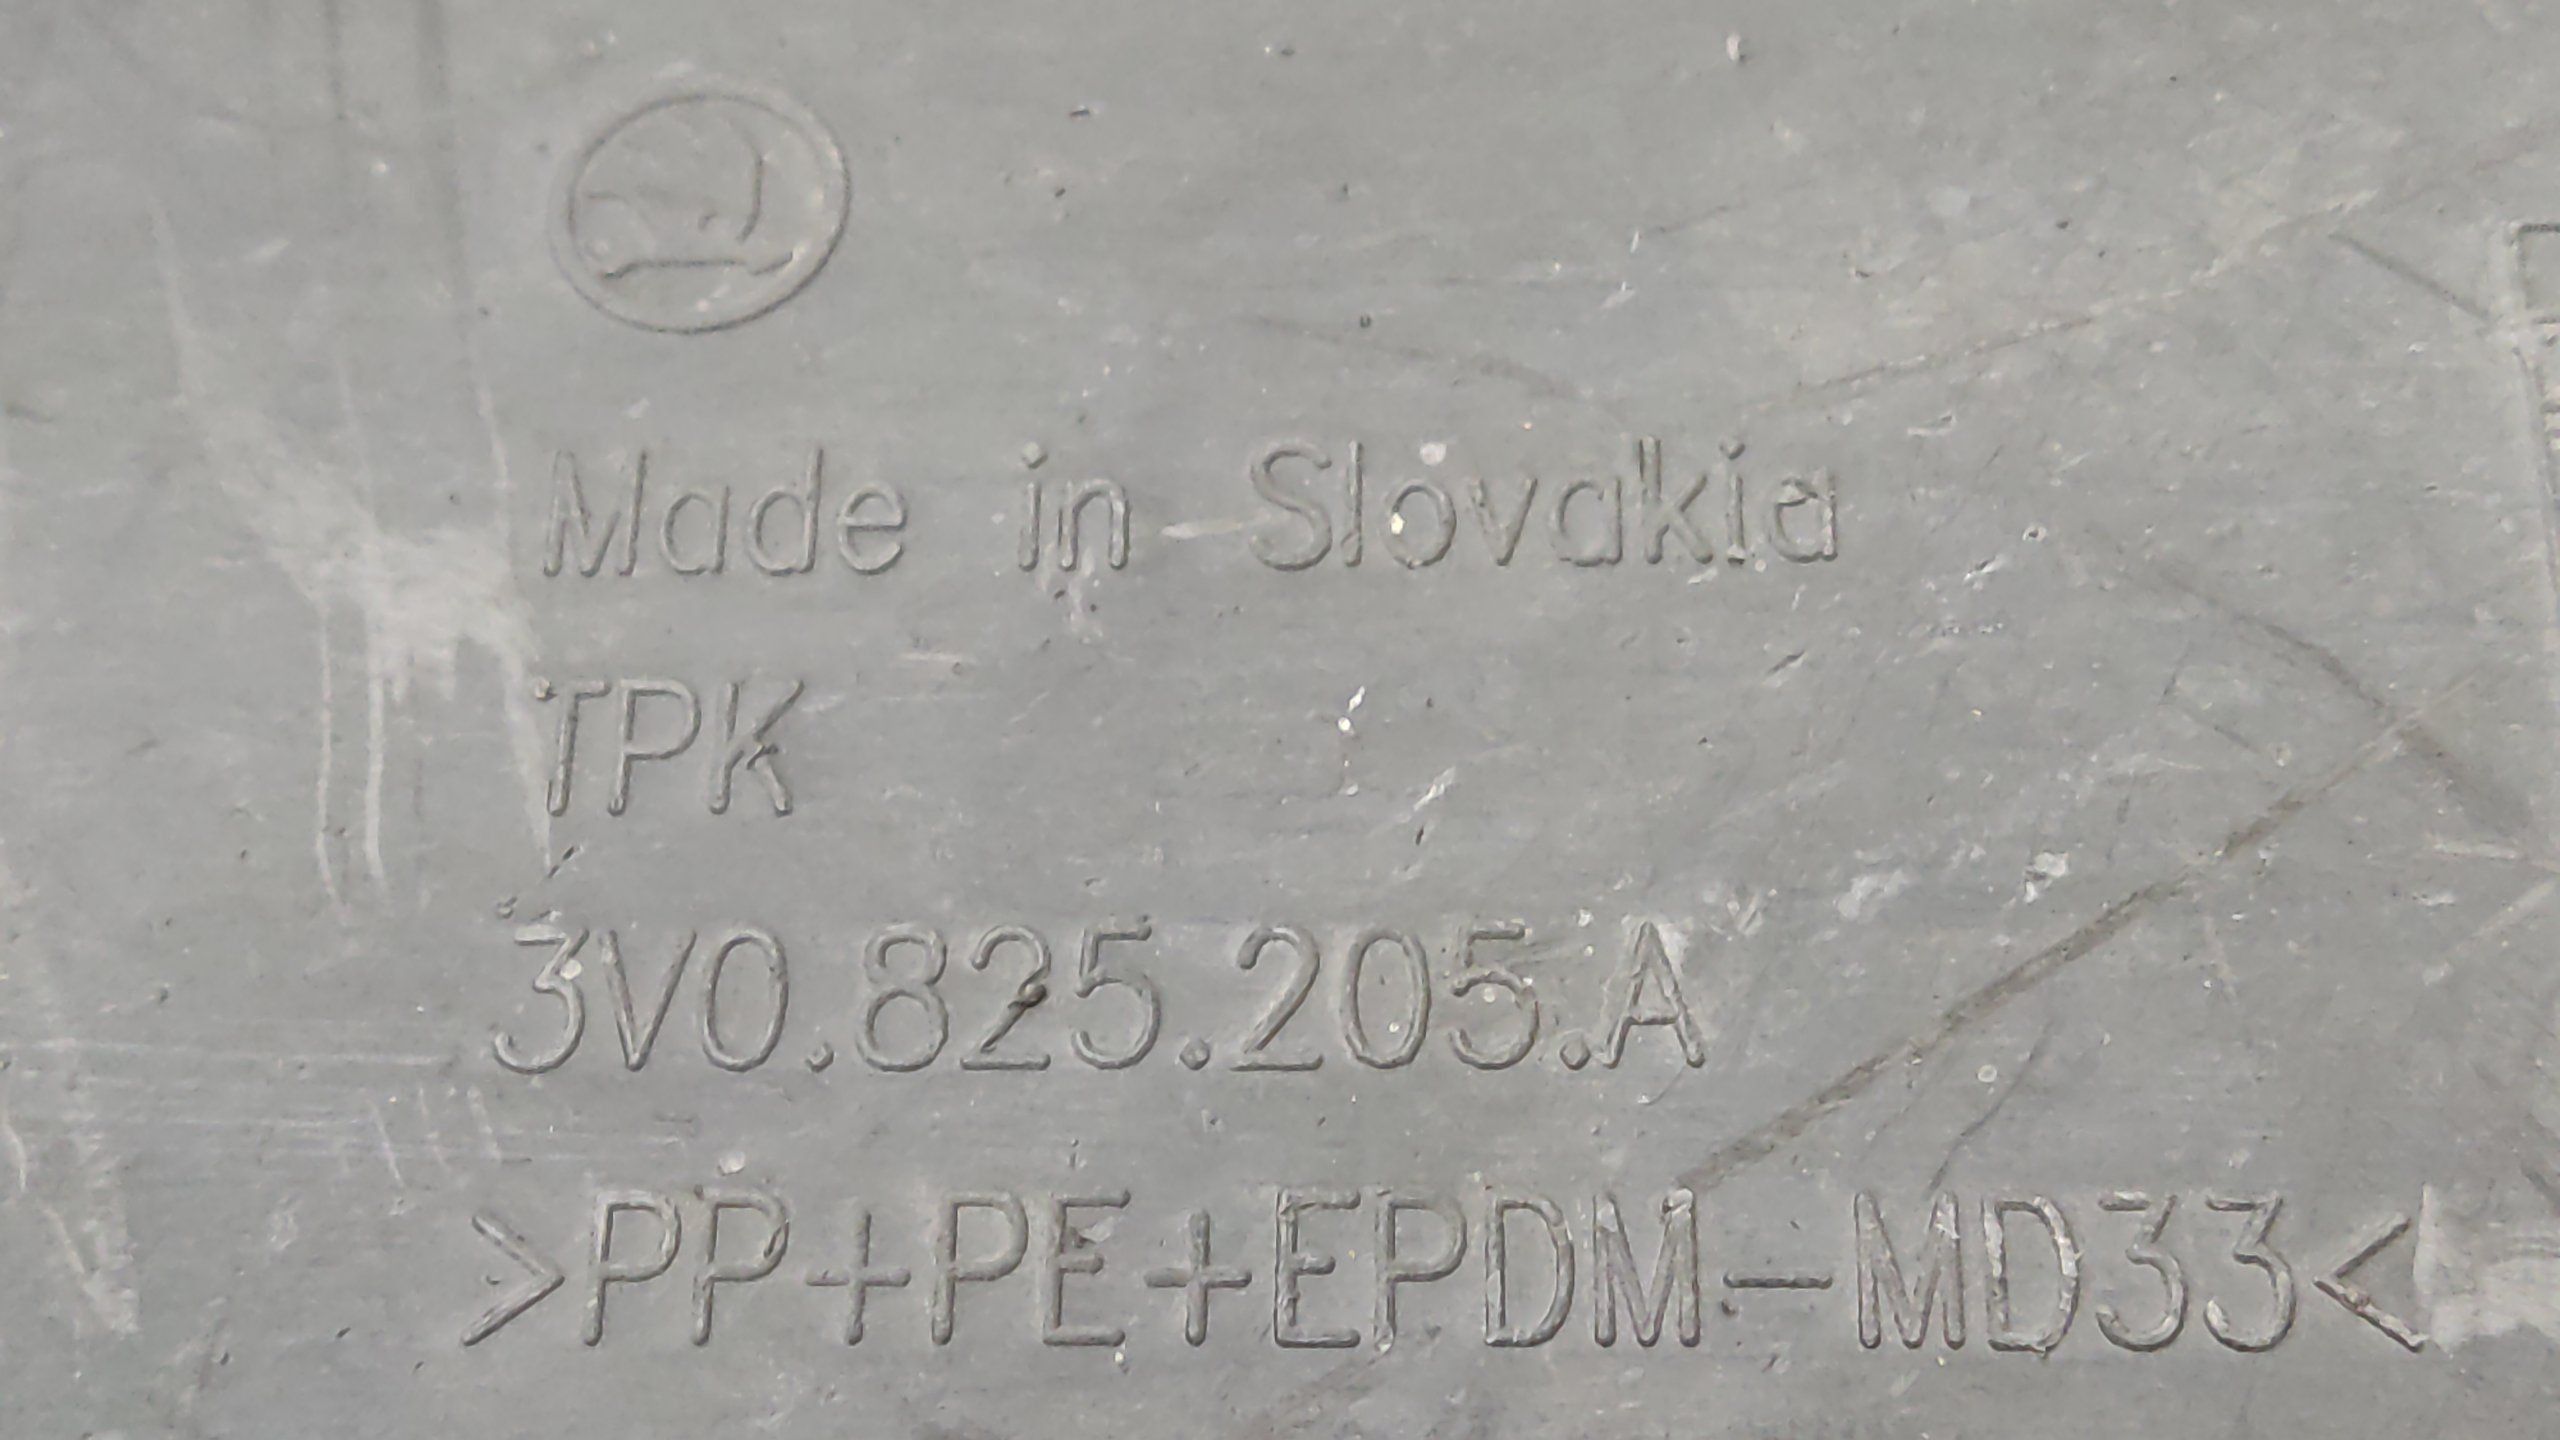 Made in Slovakia
TPK
3V0.825.205.A
>PP+PE+EPDM-MD33<